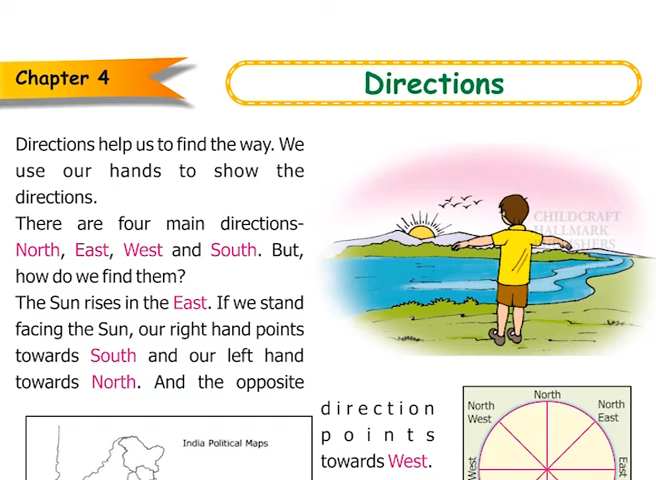 Chapter 4
Directions
Directions help us to find the way. We
use our hands to show the
directions.
There are four main directions-
North, East, West and South. But,
how do we find them?
The Sun rises in the East. If we stand
facing the Sun, our right hand points
towards South and our left hand
towards North. And the opposite
direction
points
towards West.
CHILDCRAFT
HALLMARK
India Political Maps
North
North
West
North
East
West
East